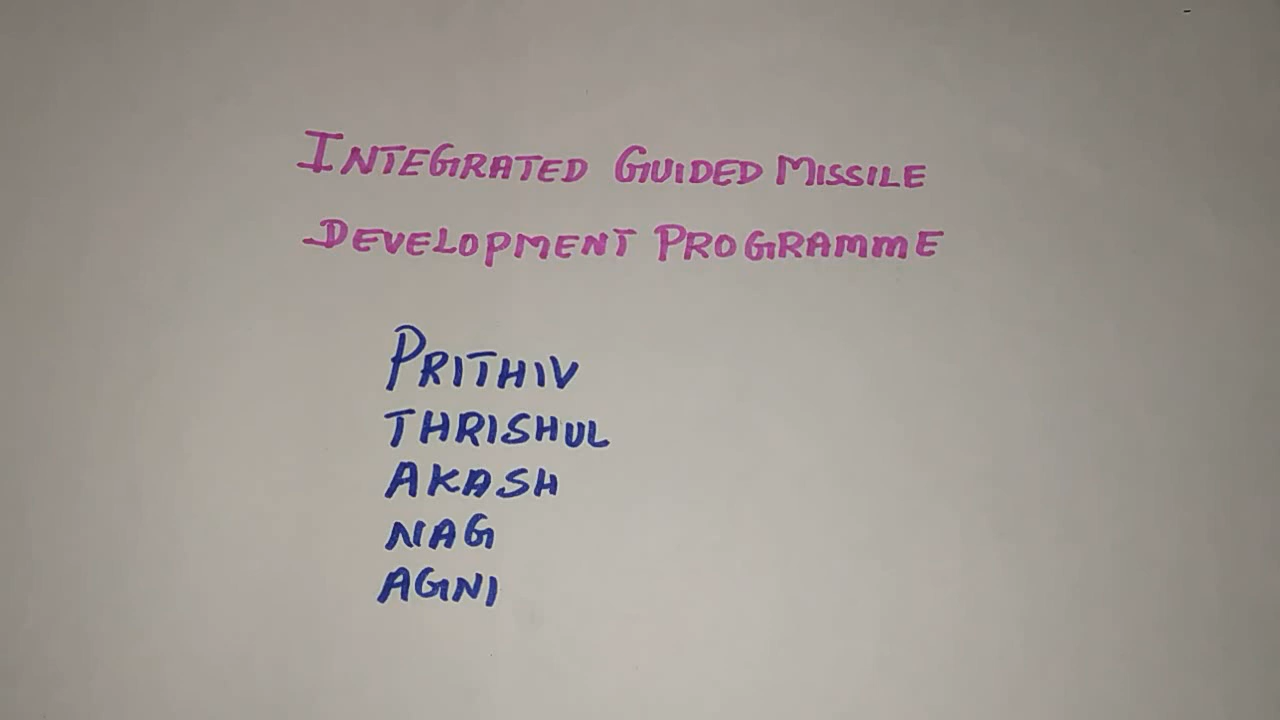 INTEGRATED GUIDED MISSILE
DEVELOPMENT PROGRAMME
PRITHIV
THRISHUL
AKASH
NAG
AGNI